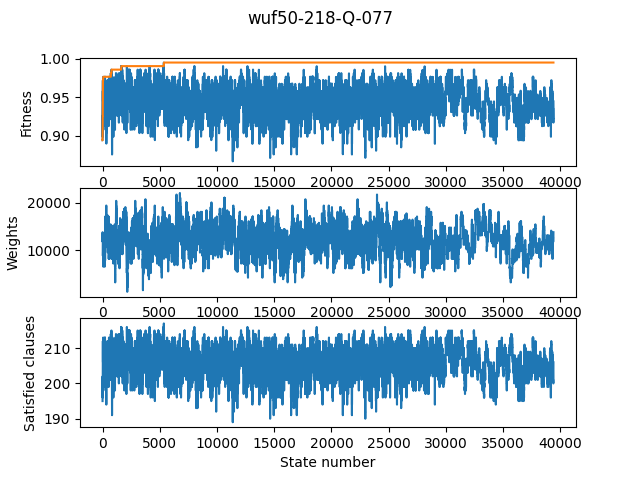 wuf50-218-Q-077
1.00
0.95
0.90
Fitness
0 5000 10000 15000 20000 25000 30000 35000 40000
20000
10000
Weights
0 5000 10000 15000 20000 25000 30000 35000 40000
210
200
190
Satisfied clauses
0 5000 10000 15000 20000 25000 30000 35000 40000
State number